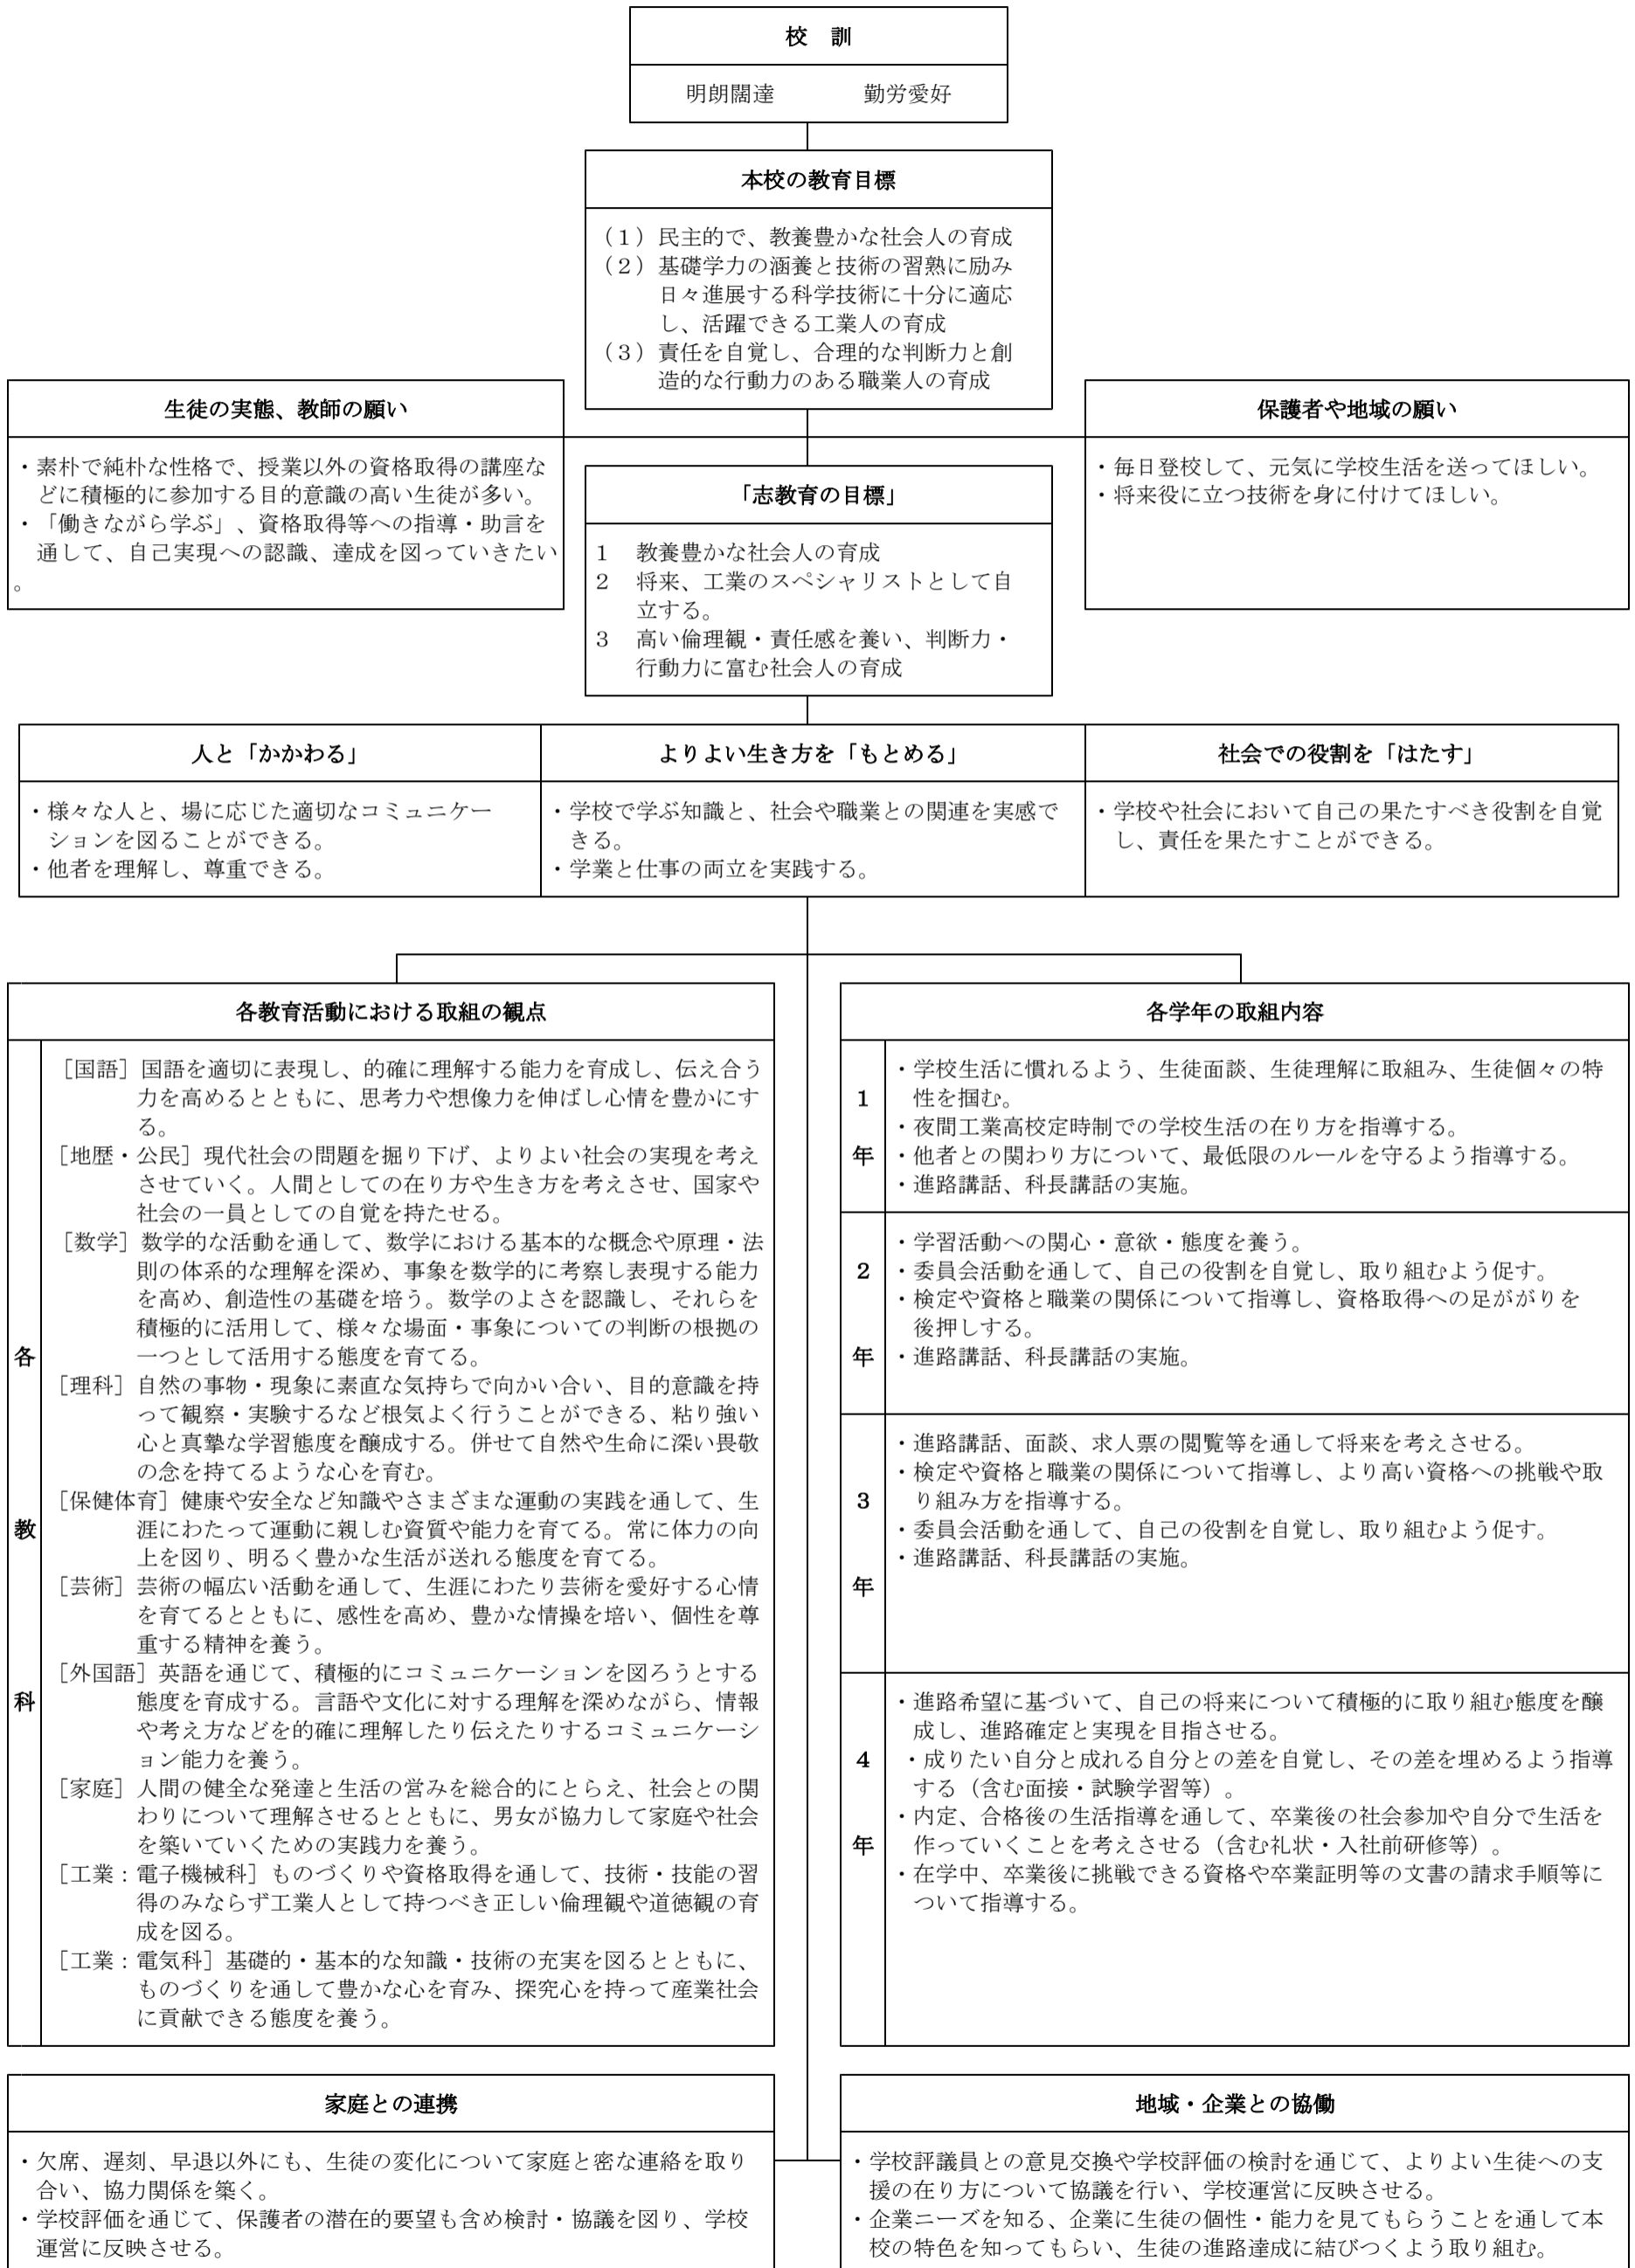 校　訓
明朗闊達　　　　勤労愛好
本校の教育目標
（１）民主的で、教養豊かな社会人の育成
（２）基礎学力の涵養と技術の習熟に励み
日々進展する科学技術に十分に適応
し、活躍できる工業人の育成
（３）責任を自覚し、合理的な判断力と創
造的な行動力のある職業人の育成
生徒の実態、教師の願い
・素朴で純朴な性格で、授業以外の資格取得の講座な
どに積極的に参加する目的意識の高い生徒が多い。
・「働きながら学ぶ」、資格取得等への指導・助言を
通して、自己実現への認識、達成を図っていきたい
。
保護者や地域の願い
・毎日登校して、元気に学校生活を送ってほしい。
・将来役に立つ技術を身に付けてほしい。
「志教育の目標」
１　教養豊かな社会人の育成
２　将来、工業のスペシャリストとして自
立する。
３　高い倫理観・責任感を養い、判断力・
行動力に富む社会人の育成
人と「かかわる」
・様々な人と、場に応じた適切なコミュニケー
ションを図ることができる。
・他者を理解し、尊重できる。
よりよい生き方を「もとめる」
・学校で学ぶ知識と、社会や職業との関連を実感で
きる。
・学業と仕事の両立を実践する。
社会での役割を「はたす」
・学校や社会において自己の果たすべき役割を自覚
し、責任を果たすことができる。
各教育活動における取組の観点
各
教
科
［国語］国語を適切に表現し、的確に理解する能力を育成し、伝え合う
力を高めるとともに、思考力や想像力を伸ばし心情を豊かにす
る。
［地歴・公民］現代社会の問題を掘り下げ、よりよい社会の実現を考え
させていく。人間としての在り方や生き方を考えさせ、国家や
社会の一員としての自覚を持たせる。
［数学］数学的な活動を通して、数学における基本的な概念や原理・法
則の体系的な理解を深め、事象を数学的に考察し表現する能力
を高め、創造性の基礎を培う。数学のよさを認識し、それらを
積極的に活用して、様々な場面・事象についての判断の根拠の
一つとして活用する態度を育てる。
［理科］自然の事物・現象に素直な気持ちで向かい合い、目的意識を持
って観察・実験するなど根気よく行うことができる、粘り強い
心と真摯な学習態度を醸成する。併せて自然や生命に深い畏敬
の念を持てるような心を育む。
［保健体育］健康や安全など知識やさまざまな運動の実践を通して、生
涯にわたって運動に親しむ資質や能力を育てる。常に体力の向
上を図り、明るく豊かな生活が送れる態度を育てる。
［芸術］芸術の幅広い活動を通して、生涯にわたり芸術を愛好する心情
を育てるとともに、感性を高め、豊かな情操を培い、個性を尊
重する精神を養う。
［外国語］英語を通じて、積極的にコミュニケーションを図ろうとする
態度を育成する。言語や文化に対する理解を深めながら、情報
や考え方などを的確に理解したり伝えたりするコミュニケーシ
ョン能力を養う。
［家庭］人間の健全な発達と生活の営みを総合的にとらえ、社会との関
わりについて理解させるとともに、男女が協力して家庭や社会
を築いていくための実践力を養う。
［工業：電子機械科］ものづくりや資格取得を通して、技術・技能の習
得のみならず工業人として持つべき正しい倫理観や道徳観の育
成を図る。
［工業：電気科］基礎的・基本的な知識・技術の充実を図るとともに、
ものづくりを通して豊かな心を育み、探究心を持って産業社会
に貢献できる態度を養う。
各学年の取組内容
１
年
・学校生活に慣れるよう、生徒面談、生徒理解に取組み、生徒個々の特
性を掴む。
・夜間工業高校定時制での学校生活の在り方を指導する。
・他者との関わり方について、最低限のルールを守るよう指導する。
・進路講話、科長講話の実施。
２
年
・学習活動への関心・意欲・態度を養う。
・委員会活動を通して、自己の役割を自覚し、取り組むよう促す。
・検定や資格と職業の関係について指導し、資格取得への足ががりを
後押しする。
・進路講話、科長講話の実施。
３
年
・進路講話、面談、求人票の閲覧等を通して将来を考えさせる。
・検定や資格と職業の関係について指導し、より高い資格への挑戦や取
り組み方を指導する。
・委員会活動を通して、自己の役割を自覚し、取り組むよう促す。
・進路講話、科長講話の実施。
４
年
・進路希望に基づいて、自己の将来について積極的に取り組む態度を醸
成し、進路確定と実現を目指させる。
・成りたい自分と成れる自分との差を自覚し、その差を埋めるよう指導
する（含む面接・試験学習等）。
・内定、合格後の生活指導を通して、卒業後の社会参加や自分で生活を
作っていくことを考えさせる（含む礼状・入社前研修等）。
・在学中、卒業後に挑戦できる資格や卒業証明等の文書の請求手順等に
ついて指導する。
家庭との連携
・欠席、遅刻、早退以外にも、生徒の変化について家庭と密な連絡を取り
合い、協力関係を築く。
・学校評価を通じて、保護者の潜在的要望も含め検討・協議を図り、学校
運営に反映させる。
地域・企業との協働
・学校評議員との意見交換や学校評価の検討を通じて、よりよい生徒への支
援の在り方について協議を行い、学校運営に反映させる。
・企業ニーズを知る、企業に生徒の個性・能力を見てもらうことを通して本
校の特色を知ってもらい、生徒の進路達成に結びつくよう取り組む。